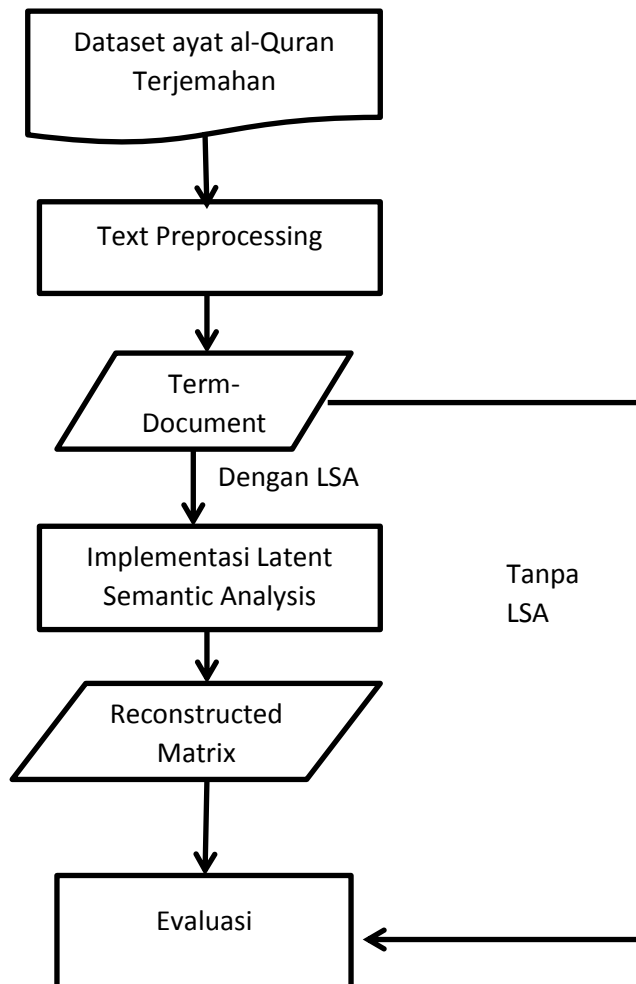 Dataset ayat al-Quran
Terjemahan
Text Preprocessing
Term-
Document
Dengan LSA
Implementasi Latent
Semantic Analysis
Tanpa
LSA
Reconstructed
Matrix
Evaluasi